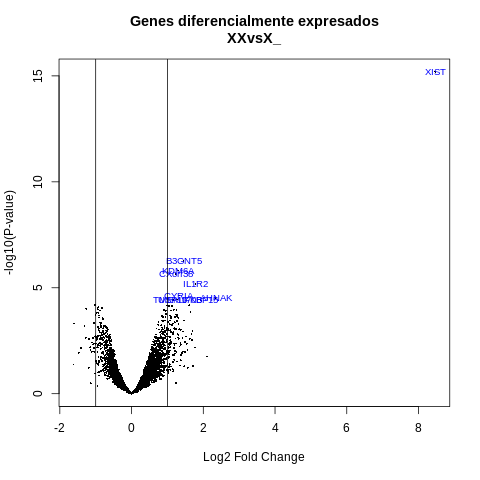 Genes diferencialmente expresados
XXvsX_
XIST
15
10
5
0
-log10(P-value)
B3GNT5
KDM6A
IL1R2
AHNAK
-2
0
2
4
6
8
Log2 Fold Change